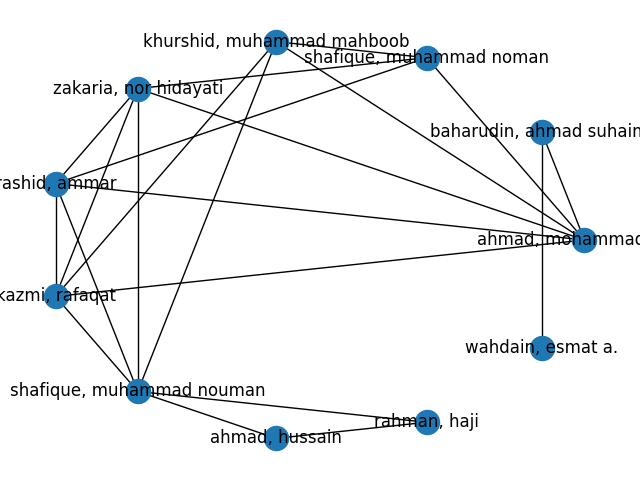 khurshid, muhammad mahboob
shafique, muhammad noman
zakaria, nor hidayati
baharudin, ahmad suhain
rashid, ammar
ahmad, mohammad
kazmi, rafaqat
wahdain, esmat a.
shafique, muhammad nouman
rahman, haji
ahmad, hussain